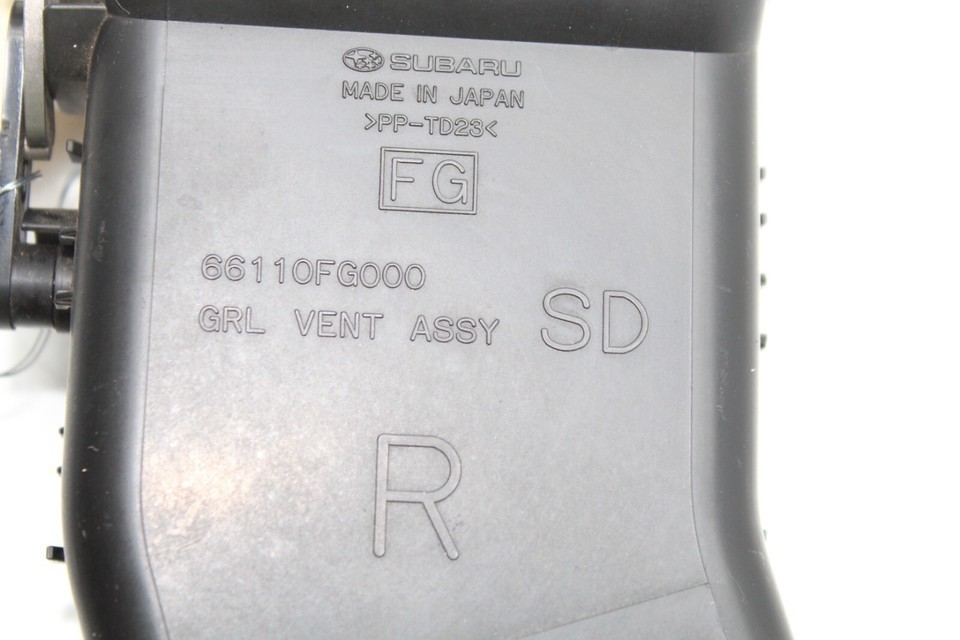 SUBARU
MADE IN JAPAN
>PP-TD23<
FG
66110FG000
GRL VENT ASSY
SD
R